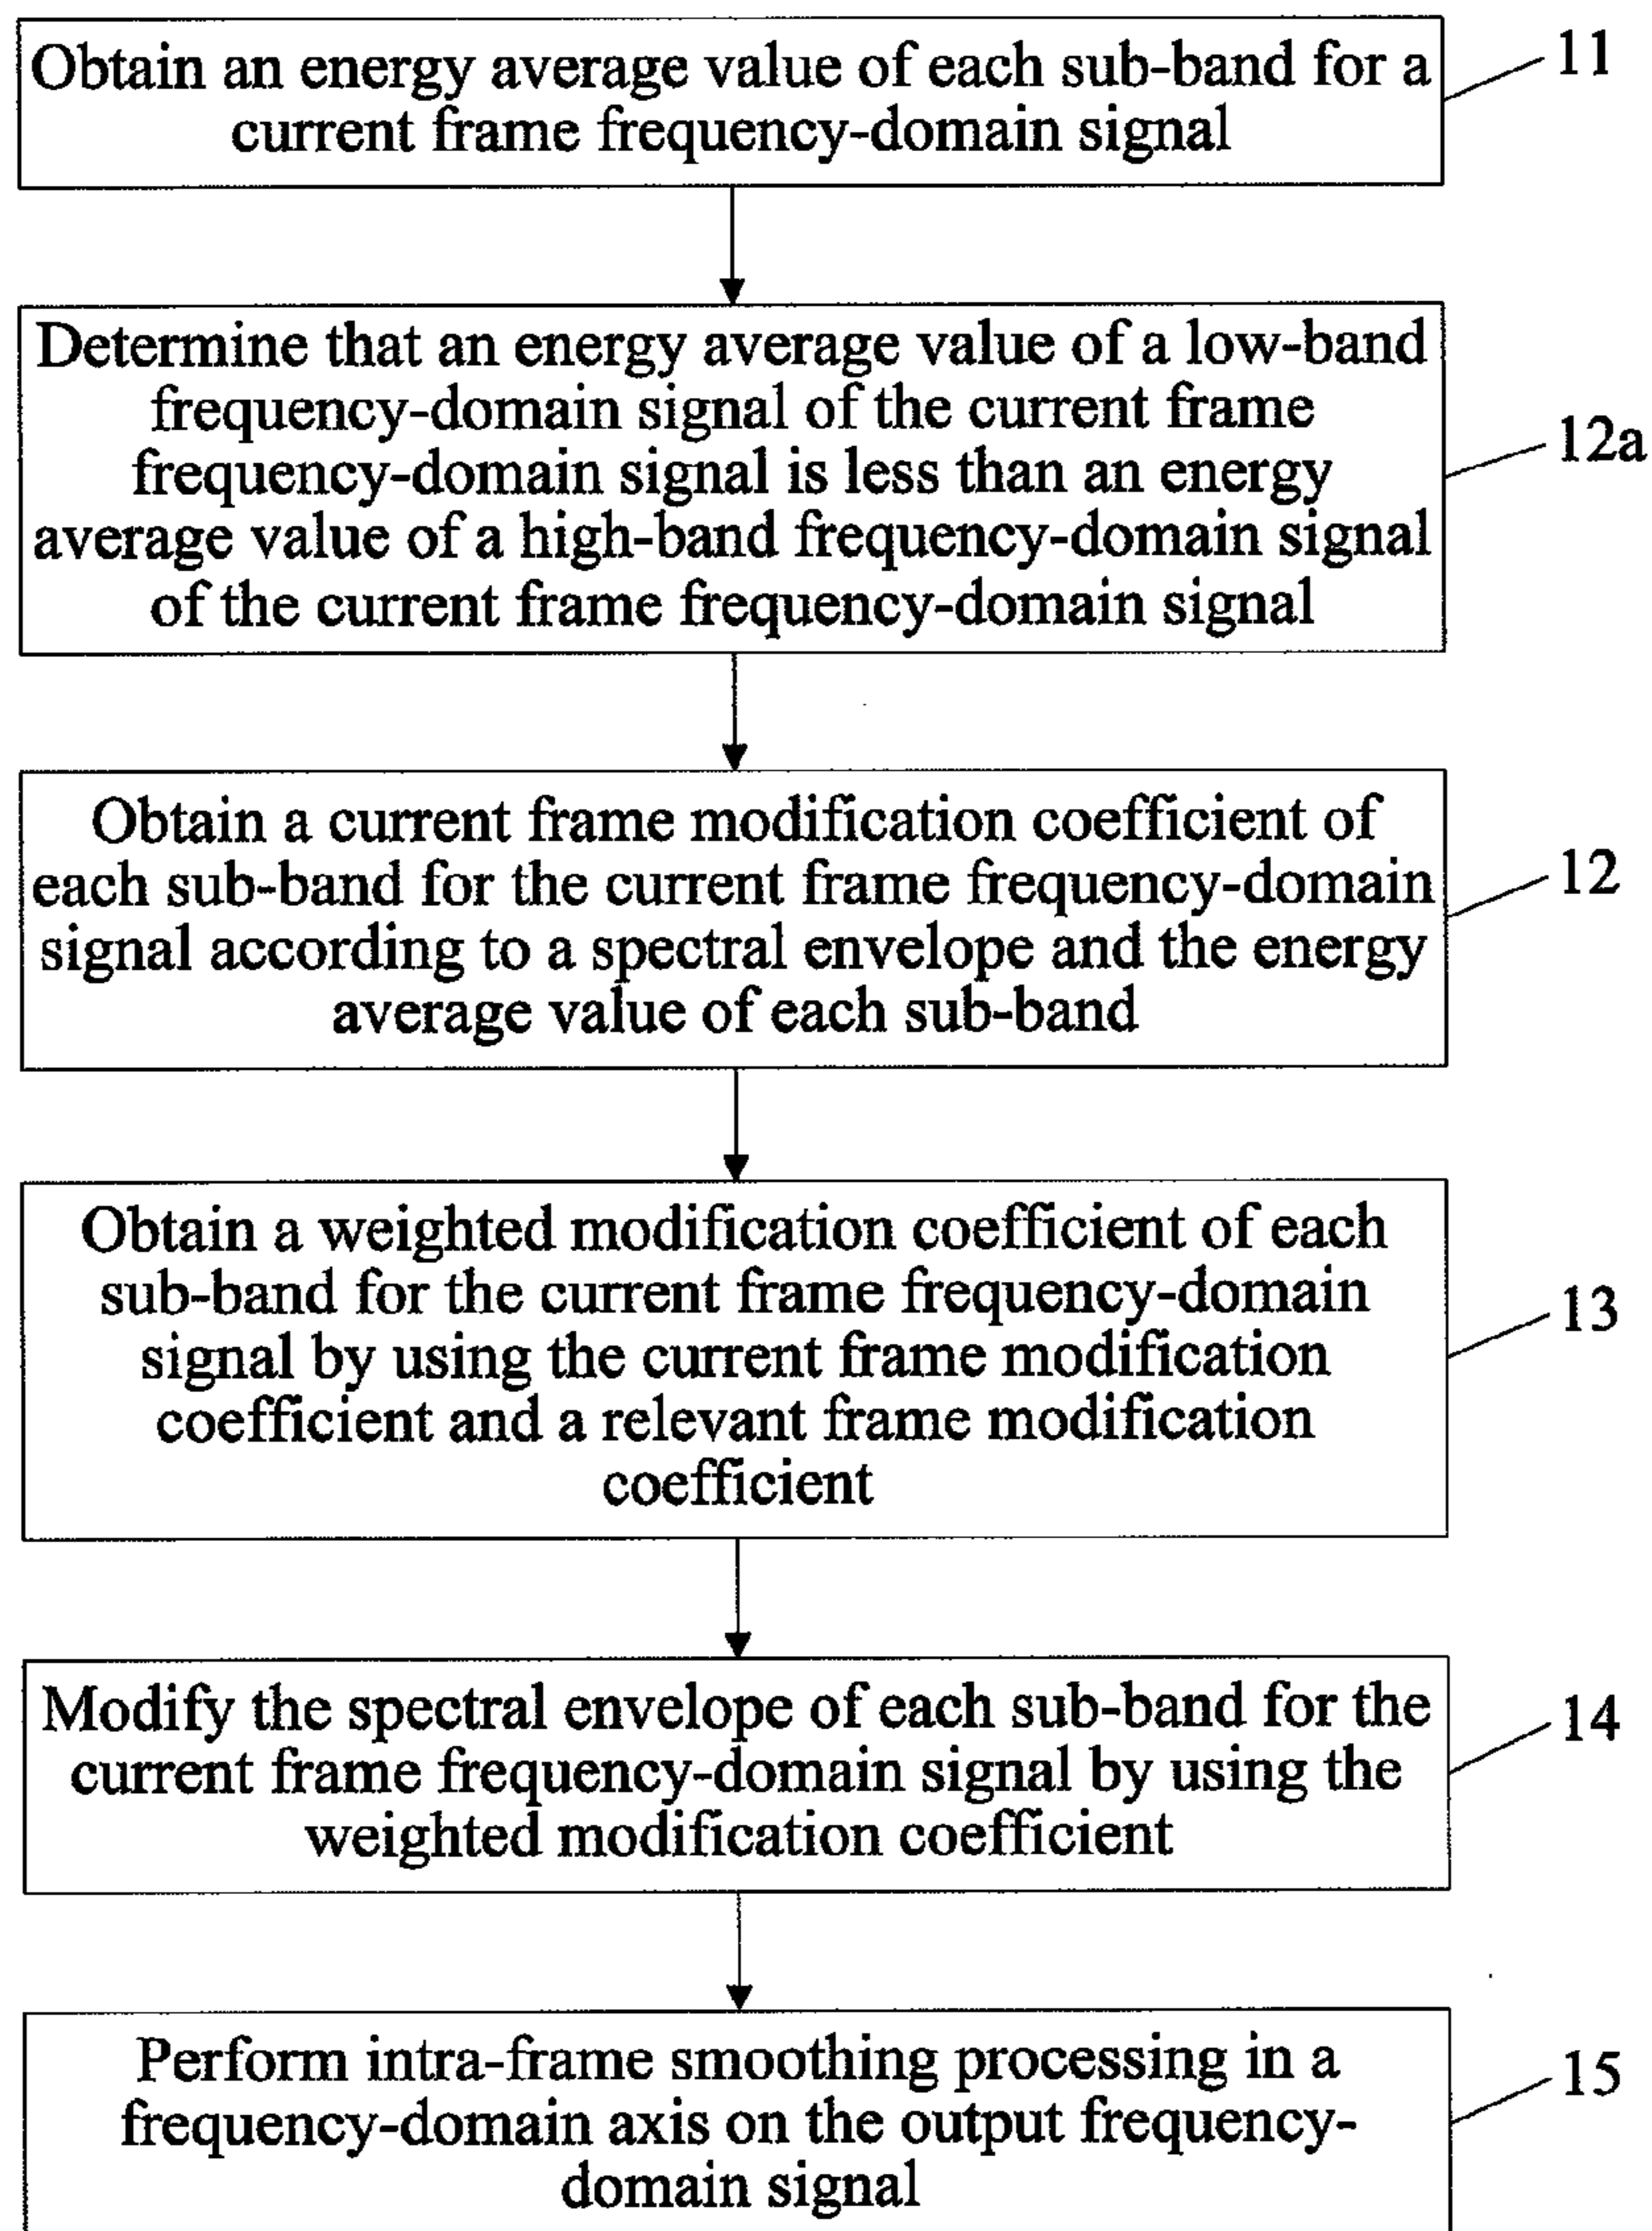 Obtain an energy average value of each sub-band for a
current frame frequency-domain signal
11
Determine that an energy average value of a low-band
frequency-domain signal of the current frame
frequency-domain signal is less than an energy
average value of a high-band frequency-domain signal
of the current frame frequency-domain signal
12a
Obtain a current frame modification coefficient of
each sub-band for the current frame frequency-domain
signal according to a spectral envelope and the energy
average value of each sub-band
12
Obtain a weighted modification coefficient of each
sub-band for the current frame frequency-domain
signal by using the current frame modification
coefficient and a relevant frame modification
coefficient
13
Modify the spectral envelope of each sub-band for the
current frame frequency-domain signal by using the
weighted modification coefficient
14
Perform intra-frame smoothing processing in a
frequency-domain axis on the output frequency-
domain signal
15